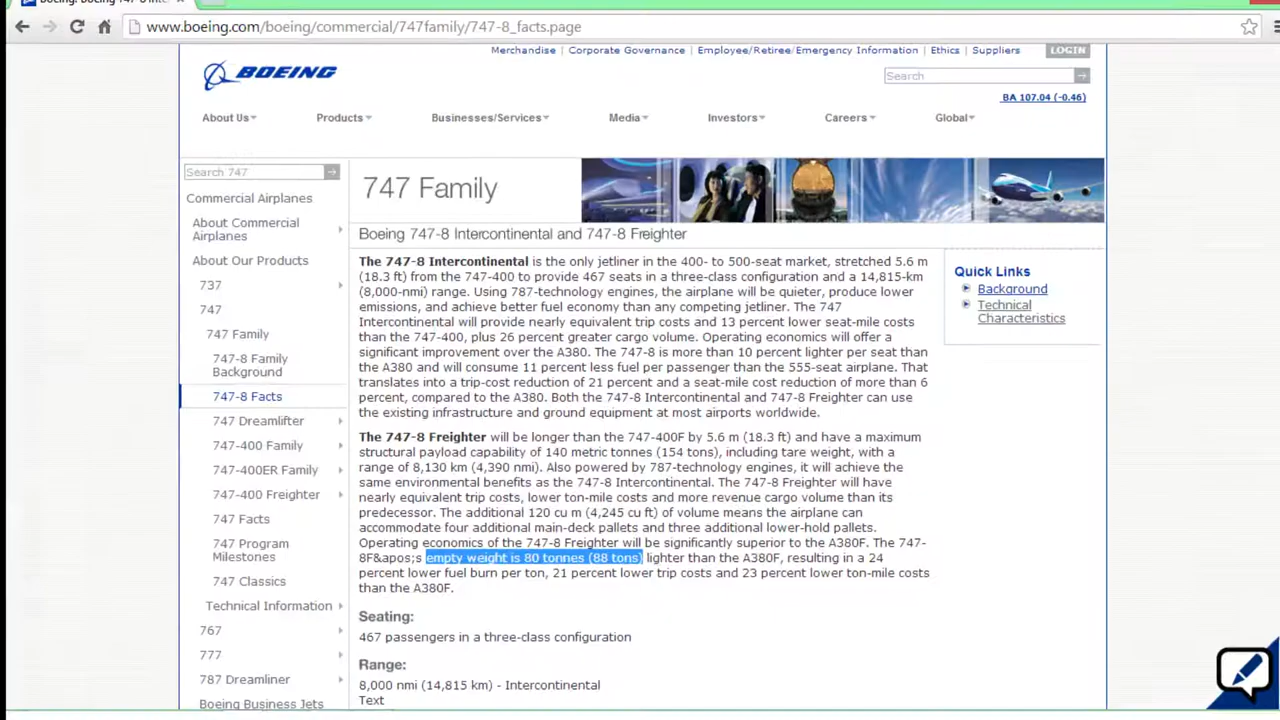 www.boeing.com/boeing/commercial/747family/747-8_facts.page
Merchandise | Corporate Governance | Employee/Retiree/Emergency Information | Ethics | Suppliers
LOGIN
BOEING
Search
BA 107.04 (-0.46)
About Us Products Businesses/Services Media Investors Careers Global
Search 747
Commercial Airplanes
About Commercial
Airplanes
About Our Products
737
747
747 Family
747-8 Family
Background
747-8 Facts
747 Dreamlifter
747-400 Family
747-400ER Family
747-400 Freighter
747 Facts
747 Program
Milestones
747 Classics
Technical Information
767
777
787 Dreamliner
Boeing Business Jets
747 Family
Boeing 747-8 Intercontinental and 747-8 Freighter
The 747-8 Intercontinental is the only jetliner in the 400- to 500-seat market, stretched 5.6 m
(18.3 ft) from the 747-400 to provide 467 seats in a three-class configuration and a 14,815-km
(8,000-nmi) range. Using 787-technology engines, the airplane will be quieter, produce lower
emissions, and achieve better fuel economy than any competing jetliner. The 747
Intercontinental will provide nearly equivalent trip costs and 13 percent lower seat-mile costs
than the 747-400, plus 26 percent greater cargo volume. Operating economics will offer a
significant improvement over the A380. The 747-8 is more than 10 percent lighter per seat than
the A380 and will consume 11 percent less fuel per passenger than the 555-seat airplane. That
translates into a trip-cost reduction of 21 percent and a seat-mile cost reduction of more than 6
percent, compared to the A380. Both the 747-8 Intercontinental and 747-8 Freighter can use
the existing infrastructure and ground equipment at most airports worldwide.
The 747-8 Freighter will be longer than the 747-400F by 5.6 m (18.3 ft) and have a maximum
structural payload capability of 140 metric tonnes (154 tons), including tare weight, with a
range of 8,130 km (4,390 nmi). Also powered by 787-technology engines, it will achieve the
same environmental benefits as the 747-8 Intercontinental. The 747-8 Freighter will have
nearly equivalent trip costs, lower ton-mile costs and more revenue cargo volume than its
predecessor. The additional 120 cu m (4,245 cu ft) of volume means the airplane can
accommodate four additional main-deck pallets and three additional lower-hold pallets.
Operating economics of the 747-8 Freighter will be significantly superior to the A380F. The 747-
8F&apos;s empty weight is 80 tonnes (88 tons) lighter than the A380F, resulting in a 24
percent lower fuel burn per ton, 21 percent lower trip costs and 23 percent lower ton-mile costs
than the A380F.
Seating:
467 passengers in a three-class configuration
Range:
8,000 nmi (14,815 km) - Intercontinental
Text
Quick Links
Background
Technical
Characteristics